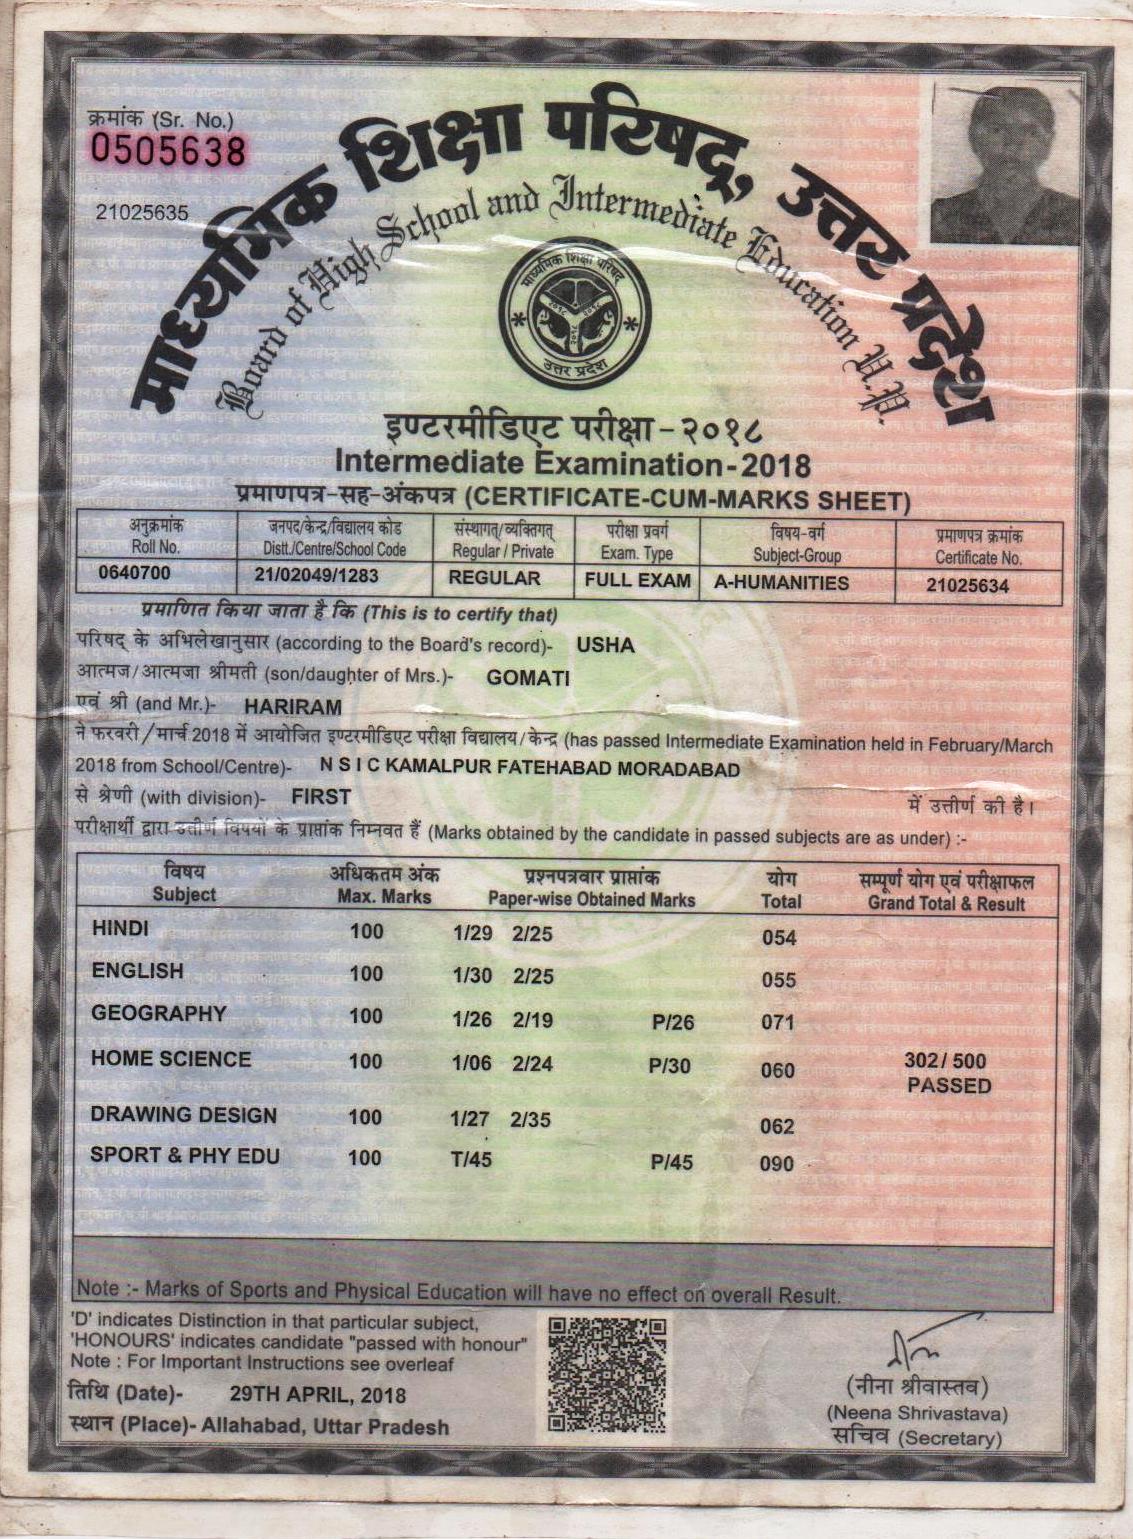 क्रमांक (Sr. No.)
0505638
21025635
माध्यमिक शिक्षा परिषद्, उत्तर प्रदेश
Board of High School and Intermediate Education U.P.
माध्यमिक शिक्षा परिषद्
उत्तर प्रदेश
इण्टरमीडिएट परीक्षा-२०१८
Intermediate Examination-2018
प्रमाणपत्र-सह-अंकपत्र (CERTIFICATE-CUM-MARKS SHEET)
अनुक्रमांक जनपद/केन्द्र/विद्यालय कोड संस्थागत्/व्यक्तिगत् परीक्षा प्रवर्ग विषय-वर्ग प्रमाणपत्र क्रमांक
Roll No. Distt./Centre/School Code Regular / Private Exam. Type Subject-Group Certificate No.
0640700 21/02049/1283 REGULAR FULL EXAM A-HUMANITIES 21025634
प्रमाणित किया जाता है कि (This is to certify that)
परिषद् के अभिलेखानुसार (according to the Board's record)- USHA
आत्मज/आत्मजा श्रीमती (son/daughter of Mrs.)- GOMATI
एवं श्री (and Mr.)- HARIRAM
ने फरवरी/मार्च 2018 में आयोजित इण्टरमीडिएट परीक्षा विद्यालय/केन्द्र (has passed Intermediate Examination held in February/March
2018 from School/Centre)- N S I C KAMALPUR FATEHABAD MORADABAD
से श्रेणी (with division)- FIRST में उत्तीर्ण की है।
परीक्षार्थी द्वारा उत्तीर्ण विषयों के प्राप्तांक निम्नवत हैं (Marks obtained by the candidate in passed subjects are as under) :-
विषय अधिकतम अंक प्रश्नपत्रवार प्राप्तांक योग सम्पूर्ण योग एवं परीक्षाफल
Subject Max. Marks Paper-wise Obtained Marks Total Grand Total & Result
HINDI 100 1/29 2/25 054
ENGLISH 100 1/30 2/25 055
GEOGRAPHY 100 1/26 2/19 P/26 071
HOME SCIENCE 100 1/06 2/24 P/30 060 302/ 500
PASSED
DRAWING DESIGN 100 1/27 2/35 062
SPORT & PHY EDU 100 T/45 P/45 090
Note :- Marks of Sports and Physical Education will have no effect on overall Result.
'D' indicates Distinction in that particular subject,
'HONOURS' indicates candidate "passed with honour"
Note : For Important Instructions see overleaf
तिथि (Date)- 29TH APRIL, 2018
स्थान (Place)- Allahabad, Uttar Pradesh
(नीना श्रीवास्तव)
(Neena Shrivastava)
सचिव (Secretary)